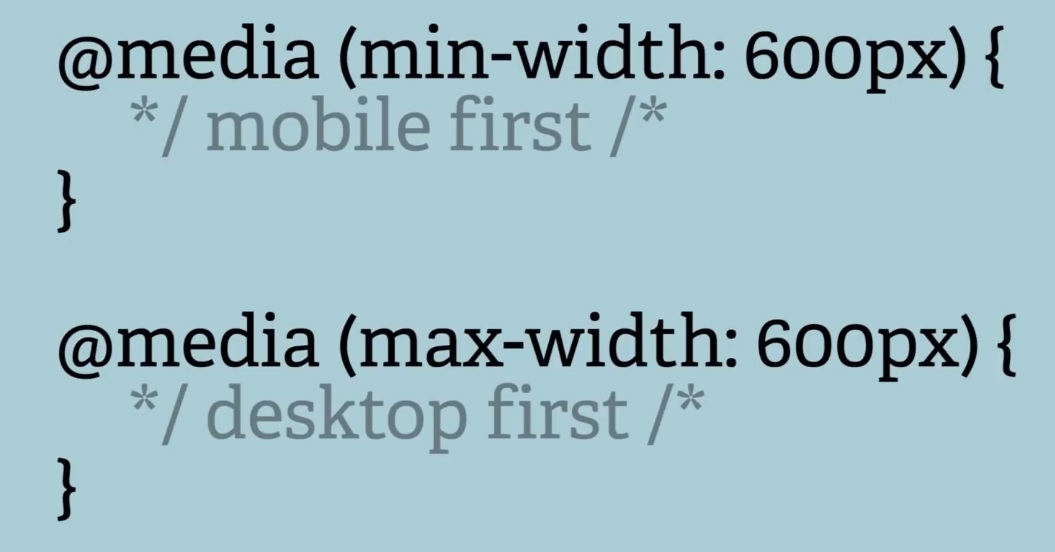 @media (min-width: 600px) {
*/ mobile first /*
}
@media (max-width: 600px) {
*/ desktop first /*
}